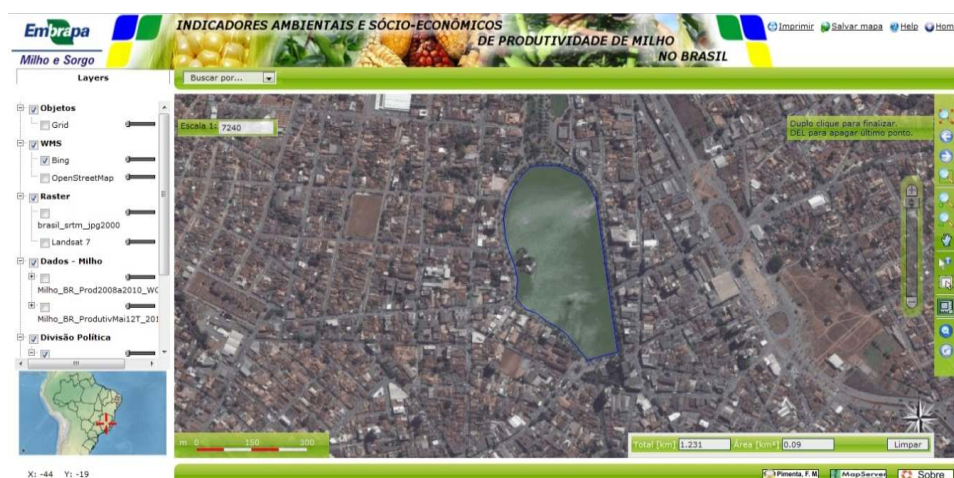 Embrapa
Milho e Sorgo
INDICADORES AMBIENTAIS E SÓCIO-ECONÔMICOS
DE PRODUTIVIDADE DE MILHO
NO BRASIL
Imprimir Salvar mapa Help Hom
Layers
Buscar por...
Objetos
Grid
WMS
Bing
OpenStreetMap
Raster
brasil_srtm_jpg2000
Landsat 7
Dados - Milho
Milho_BR_Prod2008a2010_WG
Milho_BR_ProdutivMai12T_201
Divisão Política
Escala 1: 7240
Duplo clique para finalizar.
DEL para apagar último ponto.
m 0 150 300
Total [km] 1.231 Área [km²] 0.09 Limpar
X: -44 Y: -19
Pimenta, F. M. MapServer Sobre